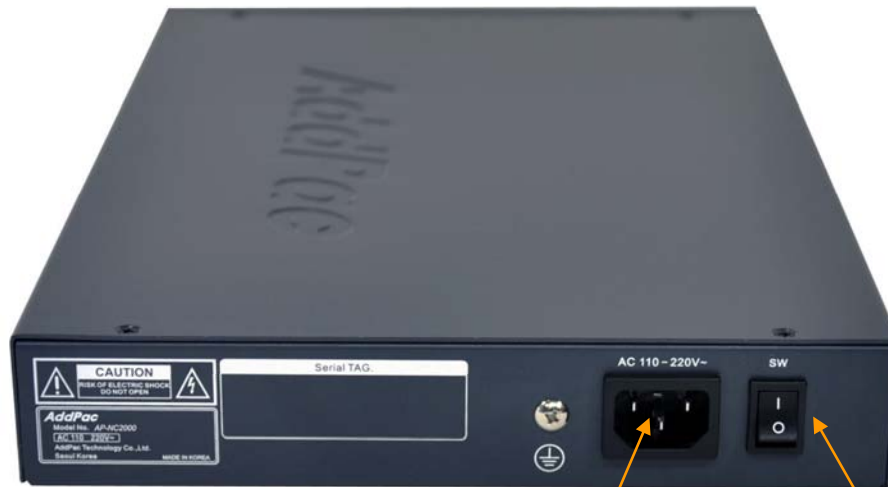 AddPac
CAUTION
RISK OF ELECTRIC SHOCK
DO NOT OPEN
AddPac
Model No. AP-NC2000
AC 110 220V~
AddPac Technology Co.,Ltd.
Seoul Korea MADE IN KOREA
Serial TAG.
AC 110~220V~
SW
I
O